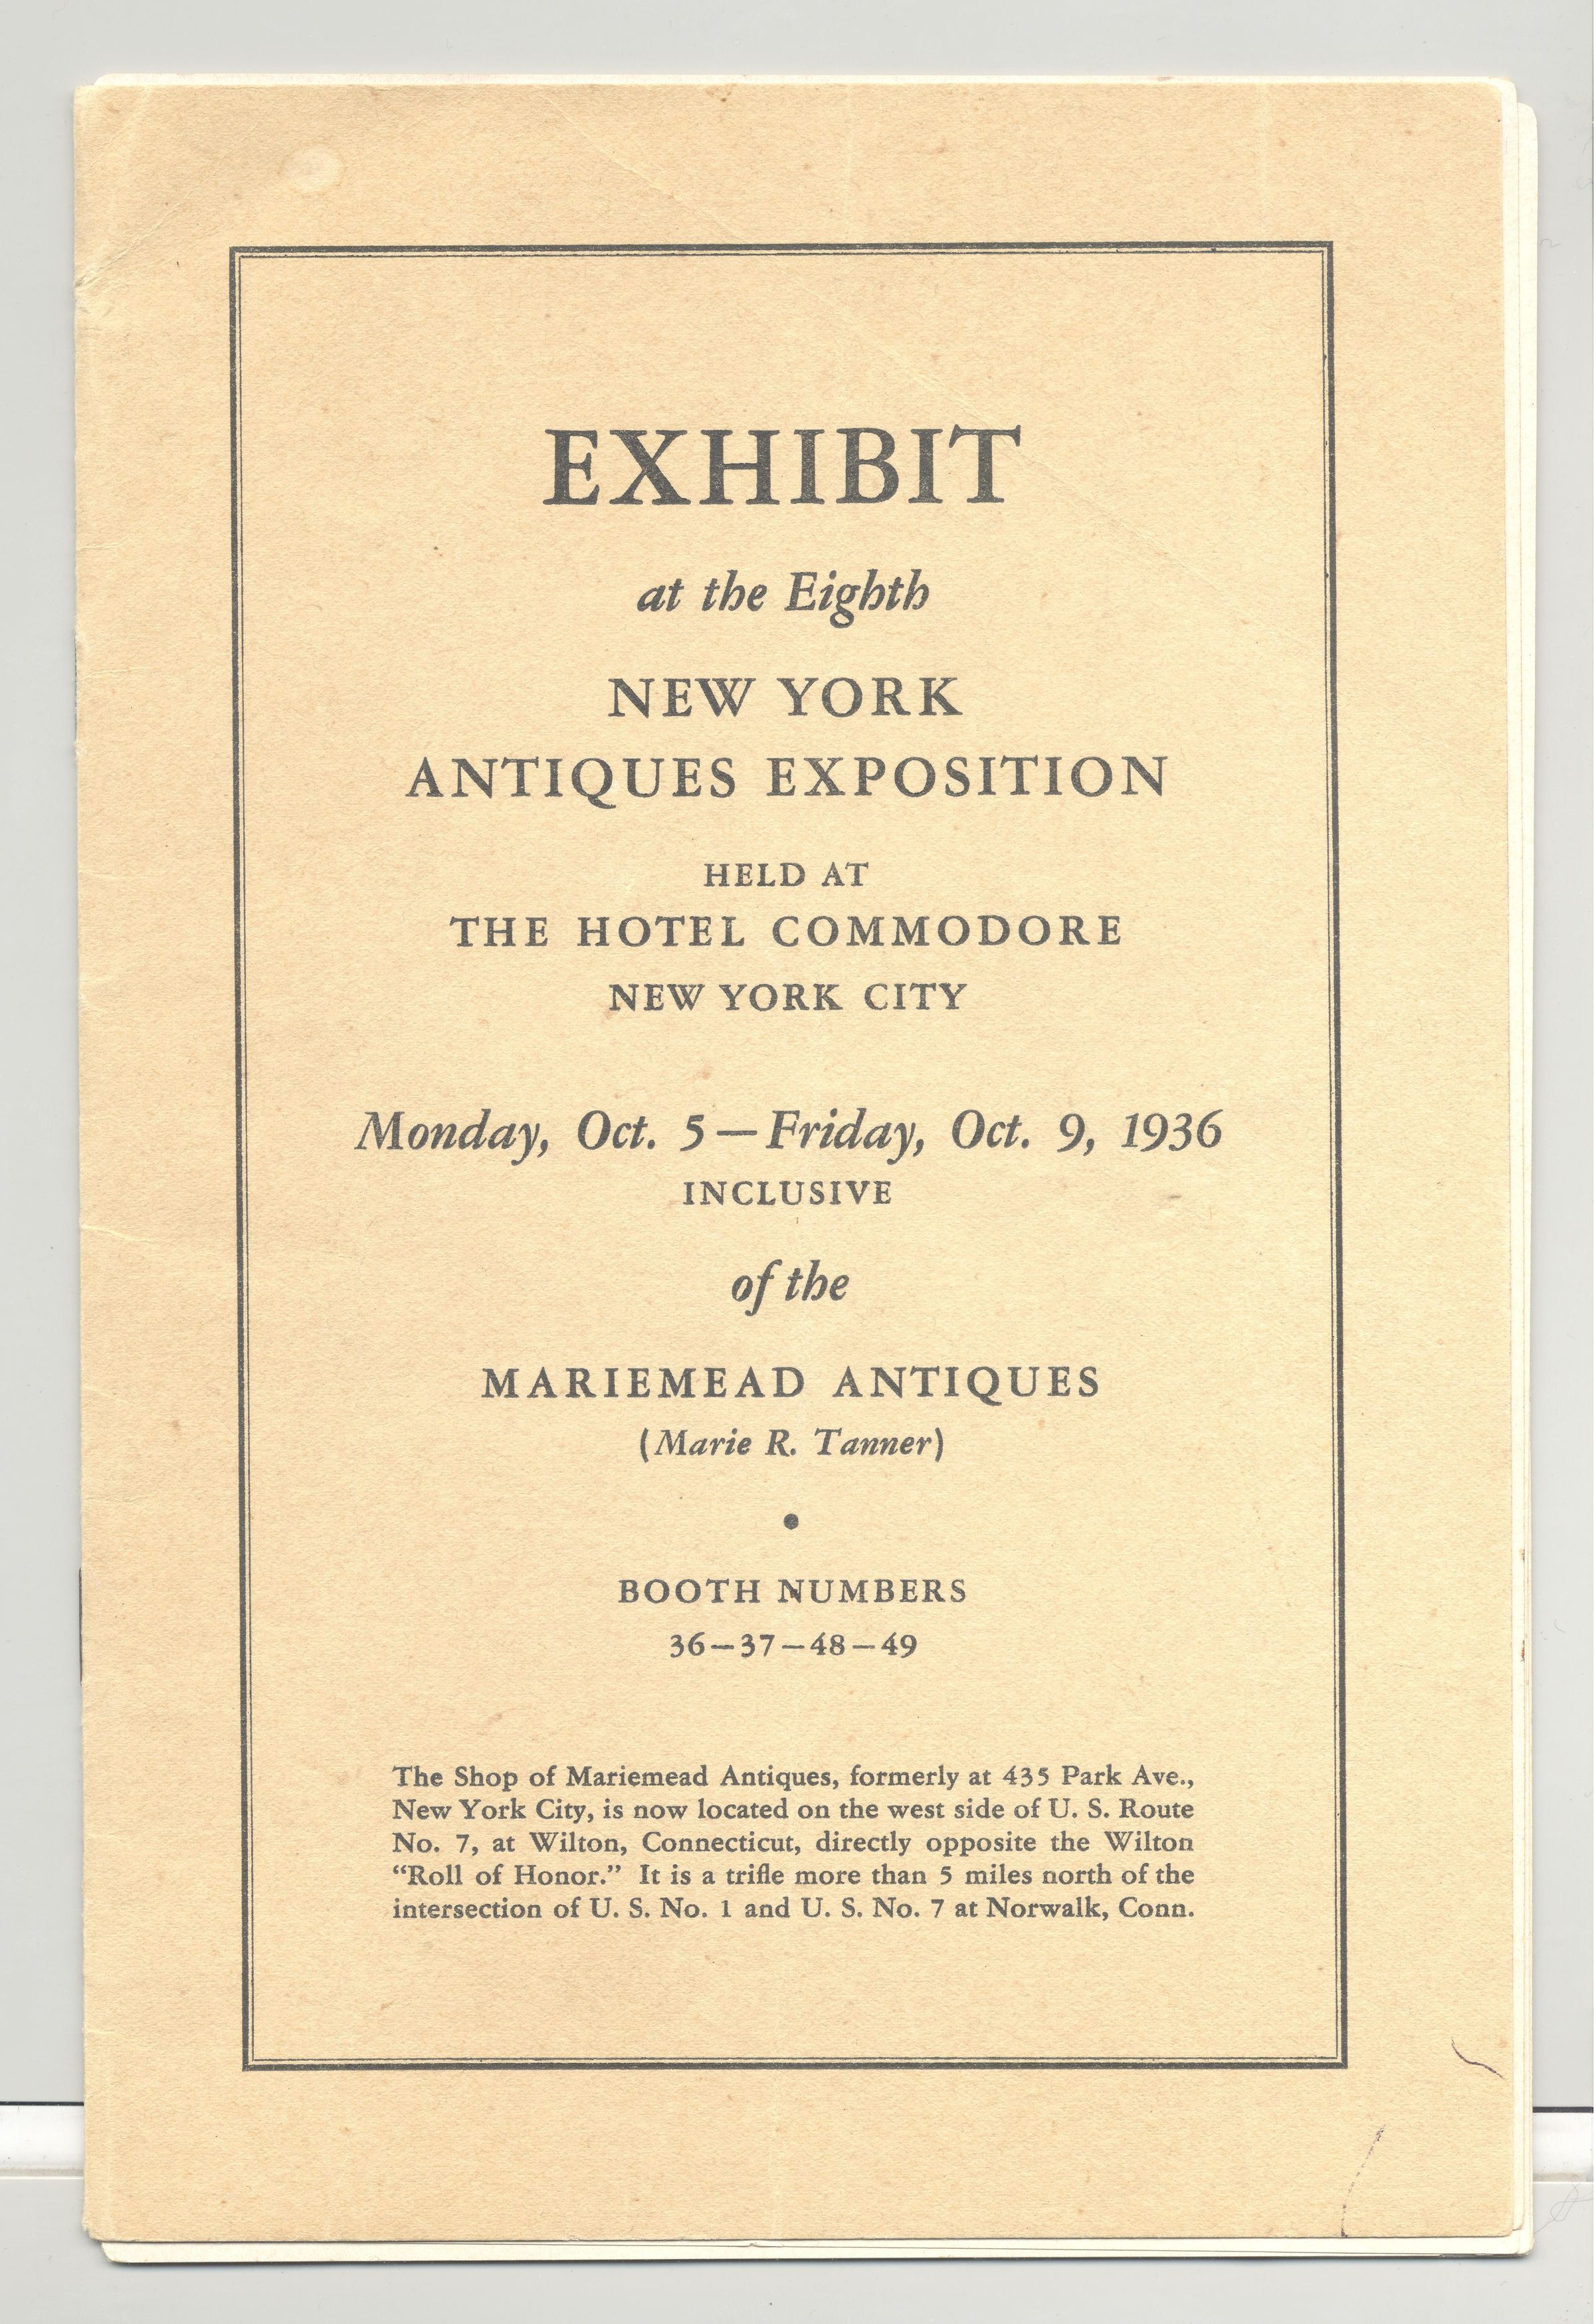 EXHIBIT
at the Eighth
NEW YORK
ANTIQUES EXPOSITION
HELD AT
THE HOTEL COMMODORE
NEW YORK CITY
Monday, Oct. 5—Friday, Oct. 9, 1936
INCLUSIVE
of the
MARIEMEAD ANTIQUES
(Marie R. Tanner)
•
BOOTH NUMBERS
36—37—48—49
The Shop of Mariemead Antiques, formerly at 435 Park Ave.,
New York City, is now located on the west side of U. S. Route
No. 7, at Wilton, Connecticut, directly opposite the Wilton
“Roll of Honor.” It is a trifle more than 5 miles north of the
intersection of U. S. No. 1 and U. S. No. 7 at Norwalk, Conn.